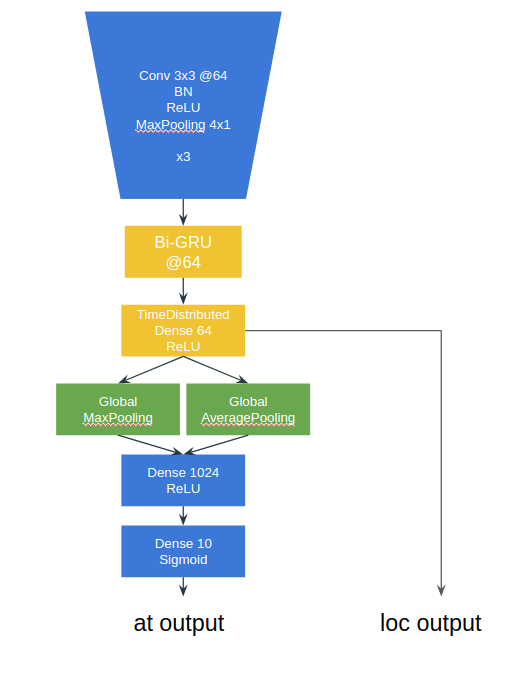 Conv 3x3 @64
BN
ReLU
MaxPooling 4x1
x3
Bi-GRU
@64
TimeDistributed
Dense 64
ReLU
Global
MaxPooling
Global
AveragePooling
Dense 1024
ReLU
Dense 10
Sigmoid
at output
loc output